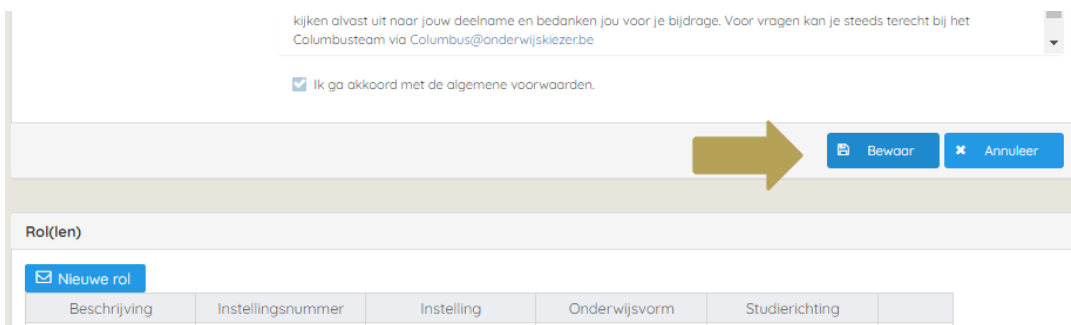 kijken alvast uit naar jouw deelname en bedanken jou voor je bijdrage. Voor vragen kan je steeds terecht bij het
Columbusteam via Columbus@onderwijskiezer.be
Ik ga akkoord met de algemene voorwaarden.
Bewaar
Annuleer
Rol(len)
Nieuwe rol
Beschrijving Instellingsnummer Instelling Onderwijsvorm Studierichting